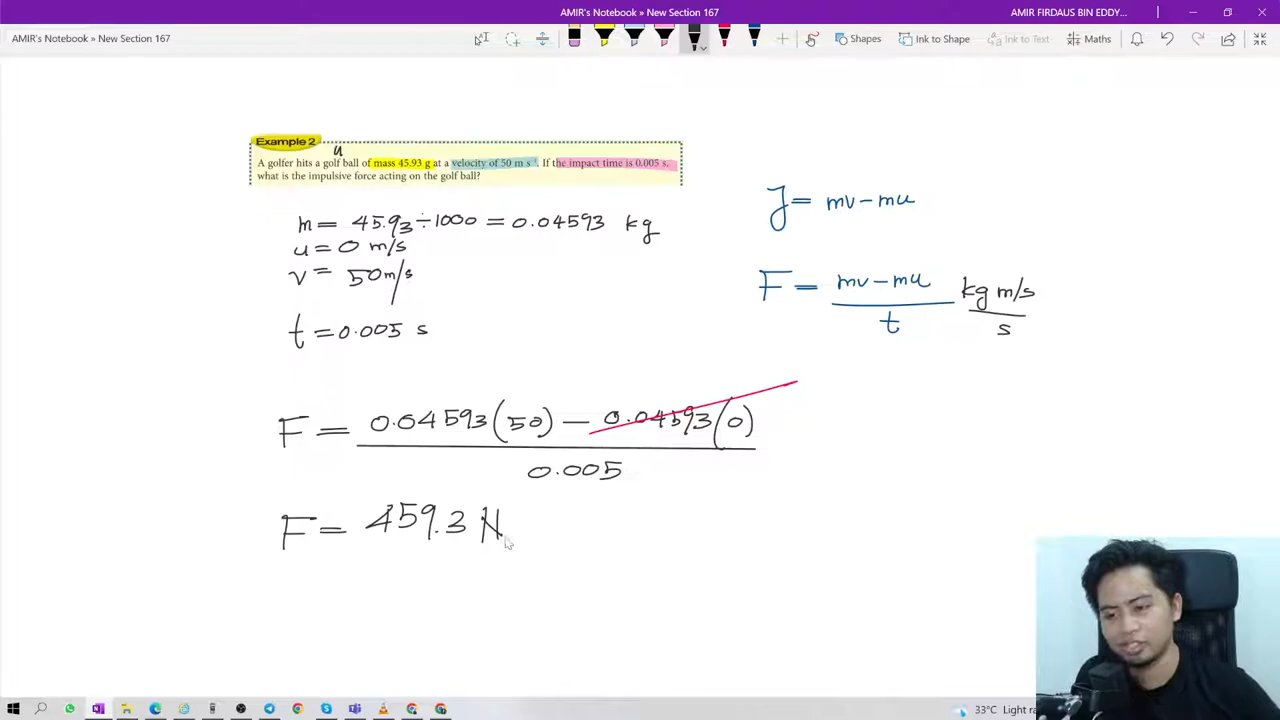 AMIR's Notebook » New Section 167
AMIR FIRDAUS BIN EDDY...
AMIR's Notebook » New Section 167
Shapes
Ink to Shape
Ink to Text
Maths
Example 2
u
A golfer hits a golf ball of mass 45.93 g at a velocity of 50 m s⁻¹. If the impact time is 0.005 s,
what is the impulsive force acting on the golf ball?
m = 45.93 ÷ 1000 = 0.04593 kg
u = 0 m/s
v = 50 m/s
t = 0.005 s
J = mv - mu
F = mv - mu / t kg m/s / s
F = 0.04593(50) - 0.04593(0)
0.005
F = 459.3 N
33°C Light ra